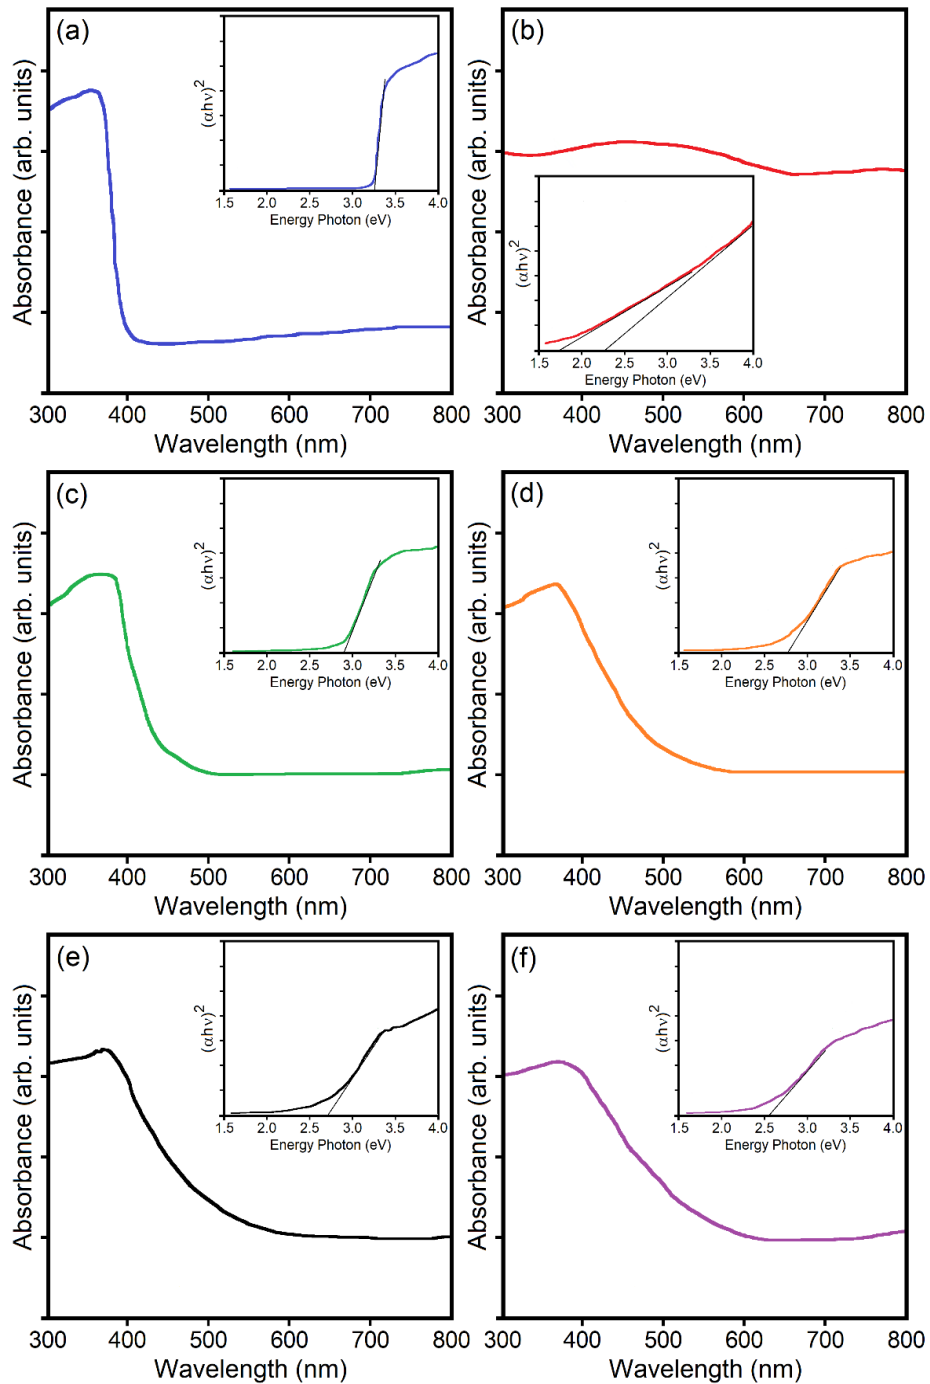 (a)
Absorbance (arb. units)
(αhν)²
1.5 2.0 2.5 3.0 3.5 4.0
Energy Photon (eV)
300 400 500 600 700 800
Wavelength (nm)
(b)
Absorbance (arb. units)
(αhν)²
1.5 2.0 2.5 3.0 3.5 4.0
Energy Photon (eV)
300 400 500 600 700 800
Wavelength (nm)
(c)
Absorbance (arb. units)
(αhν)²
1.5 2.0 2.5 3.0 3.5 4.0
Energy Photon (eV)
300 400 500 600 700 800
Wavelength (nm)
(d)
Absorbance (arb. units)
(αhν)²
1.5 2.0 2.5 3.0 3.5 4.0
Energy Photon (eV)
300 400 500 600 700 800
Wavelength (nm)
(e)
Absorbance (arb. units)
(αhν)²
1.5 2.0 2.5 3.0 3.5 4.0
Energy Photon (eV)
300 400 500 600 700 800
Wavelength (nm)
(f)
Absorbance (arb. units)
(αhν)²
1.5 2.0 2.5 3.0 3.5 4.0
Energy Photon (eV)
300 400 500 600 700 800
Wavelength (nm)